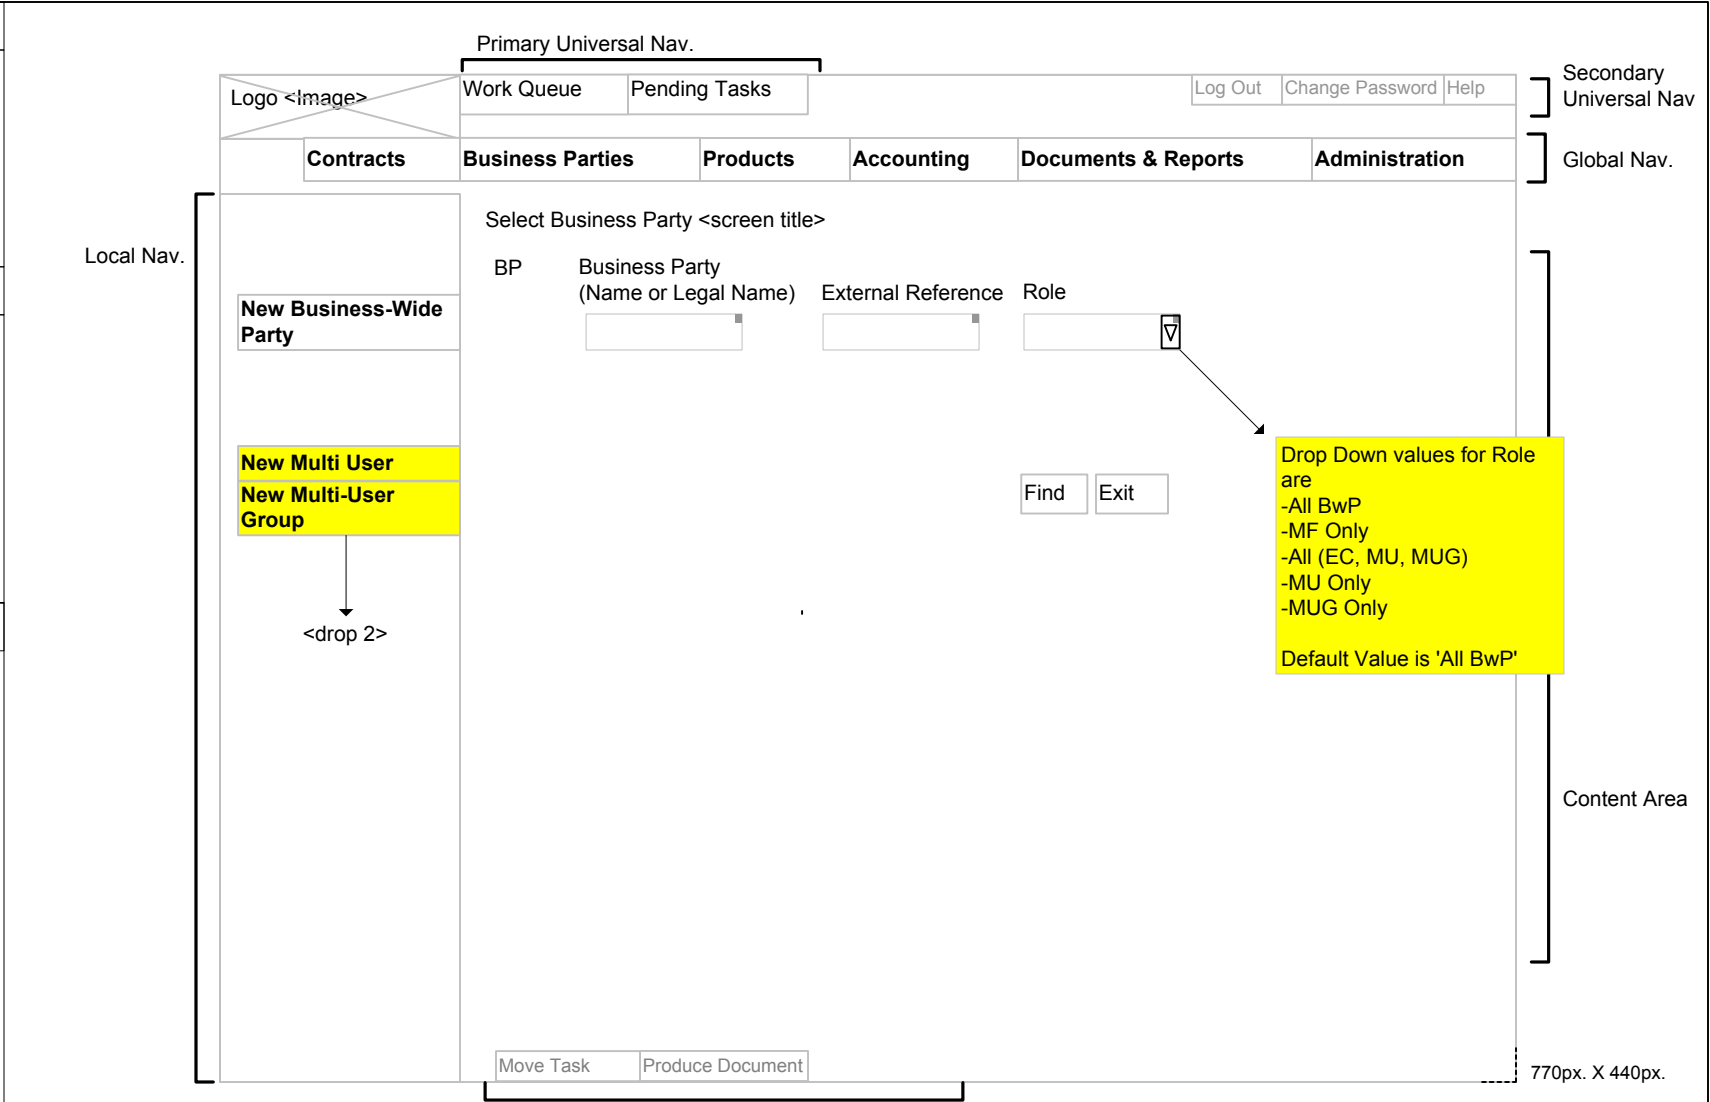 Primary Universal Nav.
Logo <Image>
Work Queue
Pending Tasks
Log Out
Change Password
Help
Secondary
Universal Nav
Contracts
Business Parties
Products
Accounting
Documents & Reports
Administration
Global Nav.
Local Nav.
Select Business Party <screen title>
BP
Business Party
(Name or Legal Name)
External Reference
Role
New Business-Wide
Party
New Multi User
New Multi-User
Group
<drop 2>
Find
Exit
Drop Down values for Role
are
-All BwP
-MF Only
-All (EC, MU, MUG)
-MU Only
-MUG Only
Default Value is 'All BwP'
Content Area
Move Task
Produce Document
770px. X 440px.